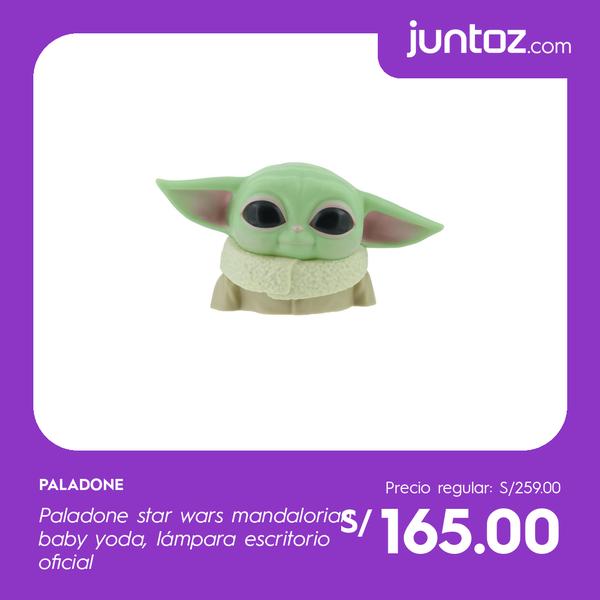 juntoz.com
PALADONE
Paladone star wars mandalorian
baby yoda, lámpara escritorio
oficial
Precio regular: S/259.00
S/165.00